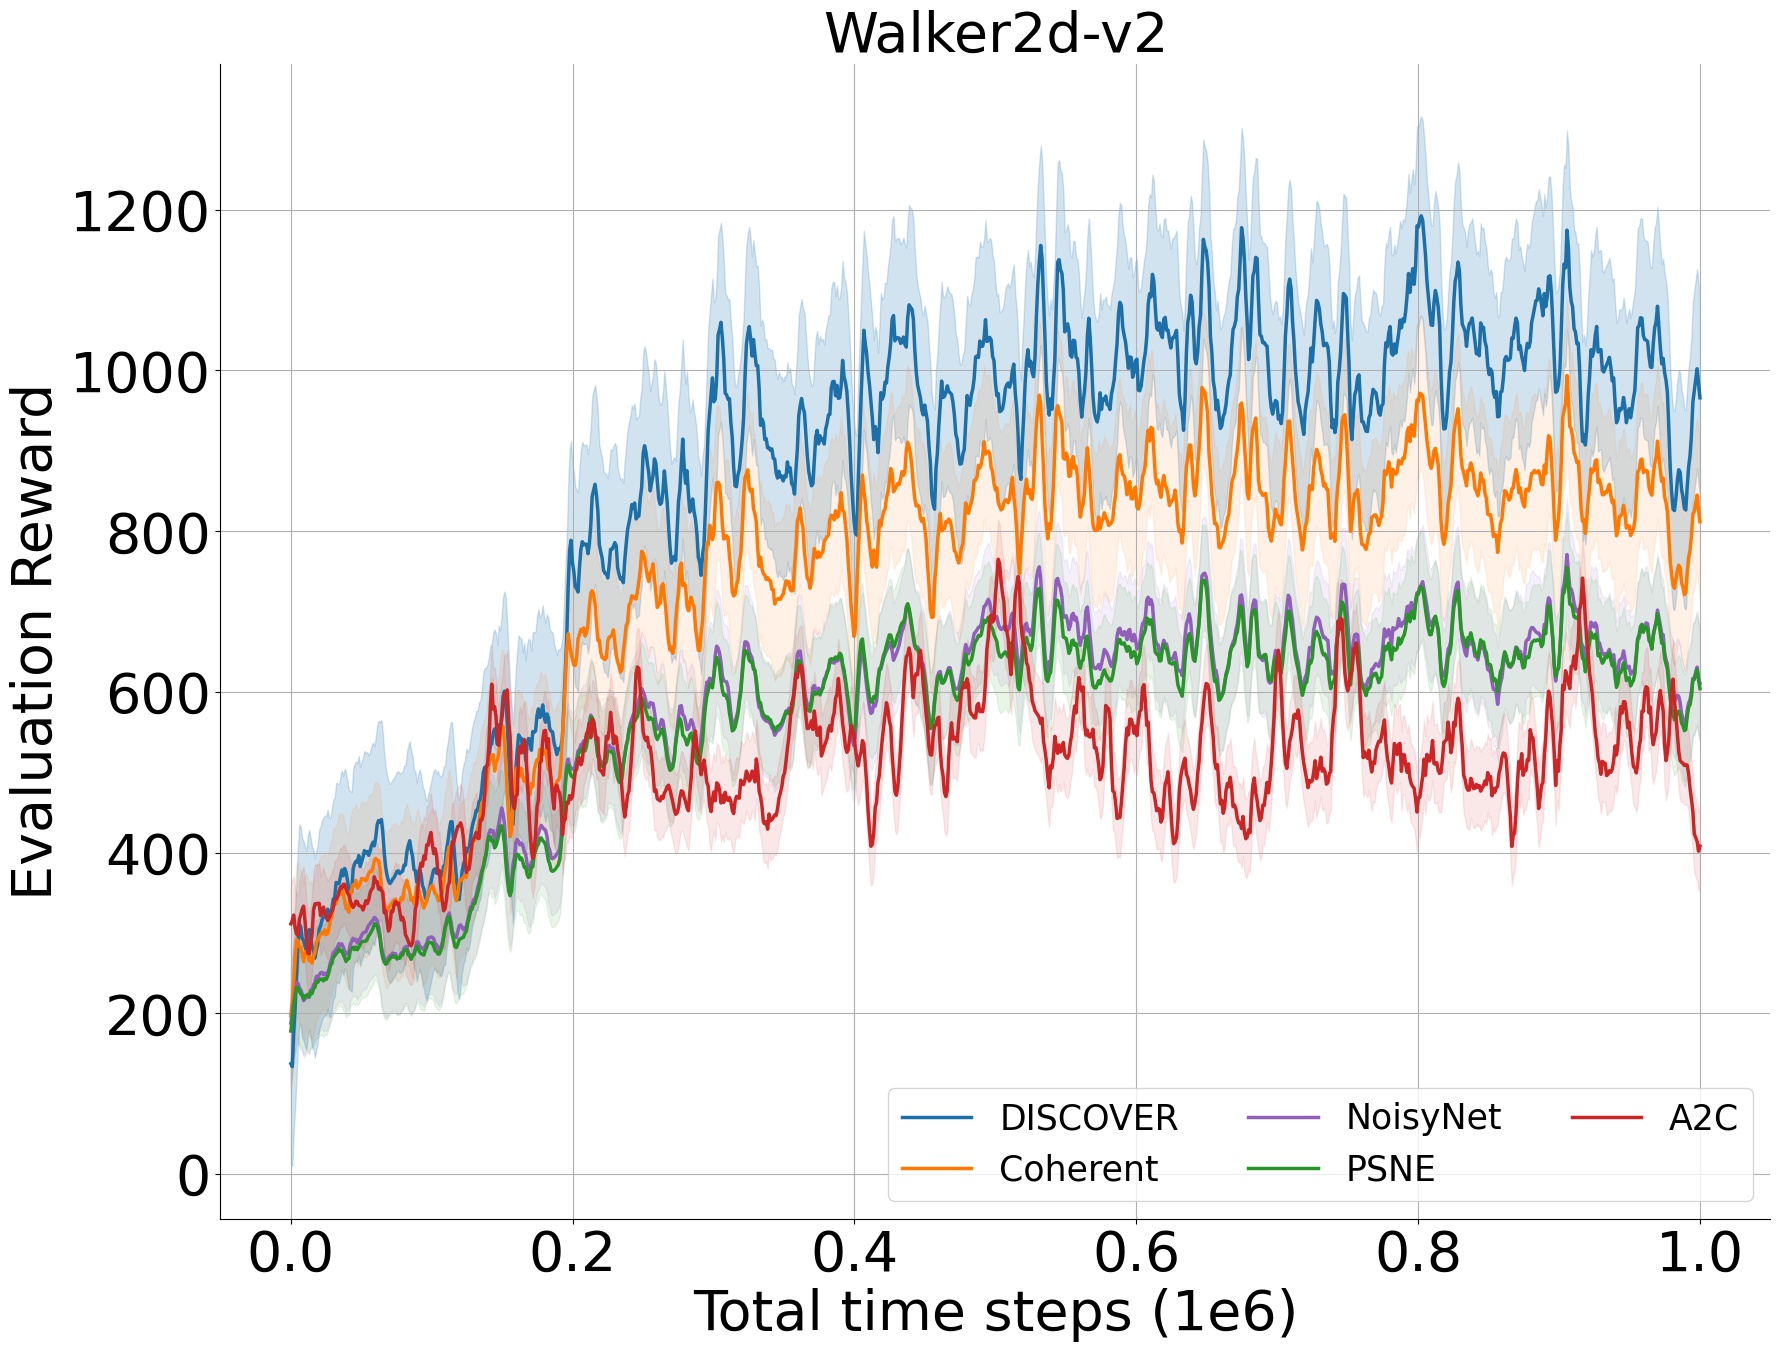 Walker2d-v2
Evaluation Reward
1200
1000
800
600
400
200
0
DISCOVER NoisyNet A2C
Coherent PSNE
0.0 0.2 0.4 0.6 0.8 1.0
Total time steps (1e6)